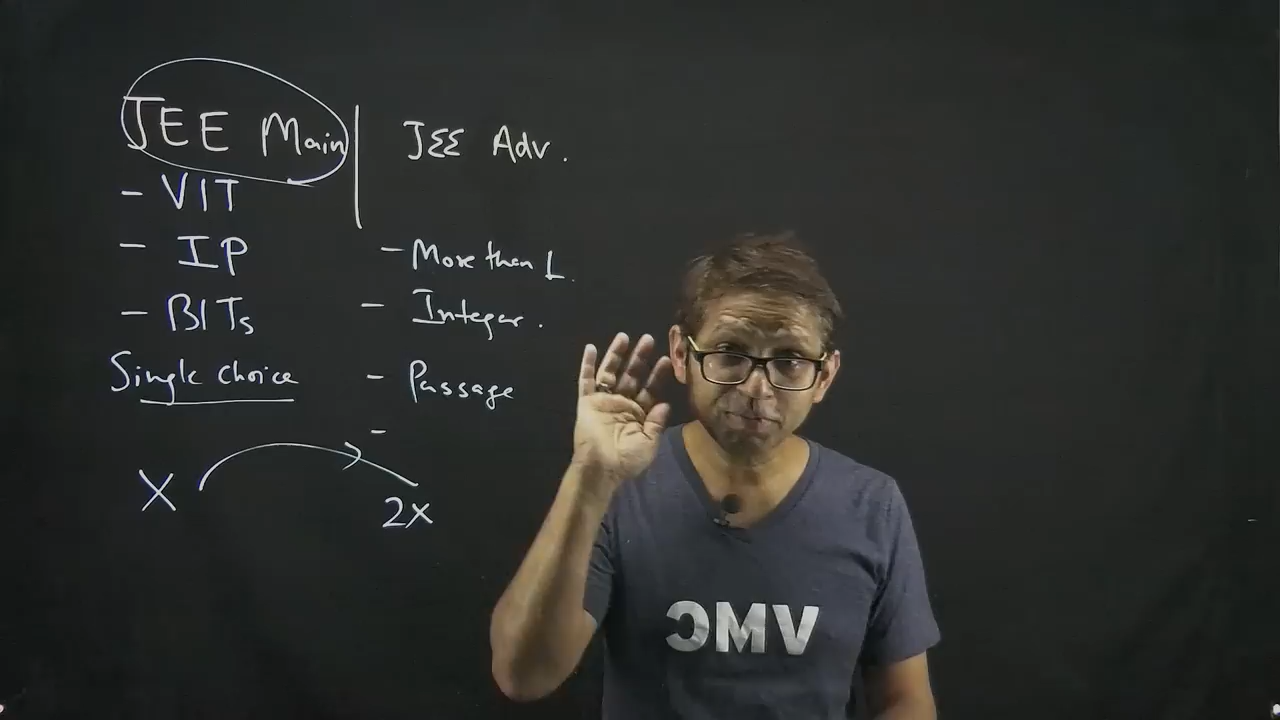 JEE Main | JEE Adv.
- VIT
- IP
- BITs
Single choice
- More than 1.
- Integer.
- Passage
-
X
2x
VMC